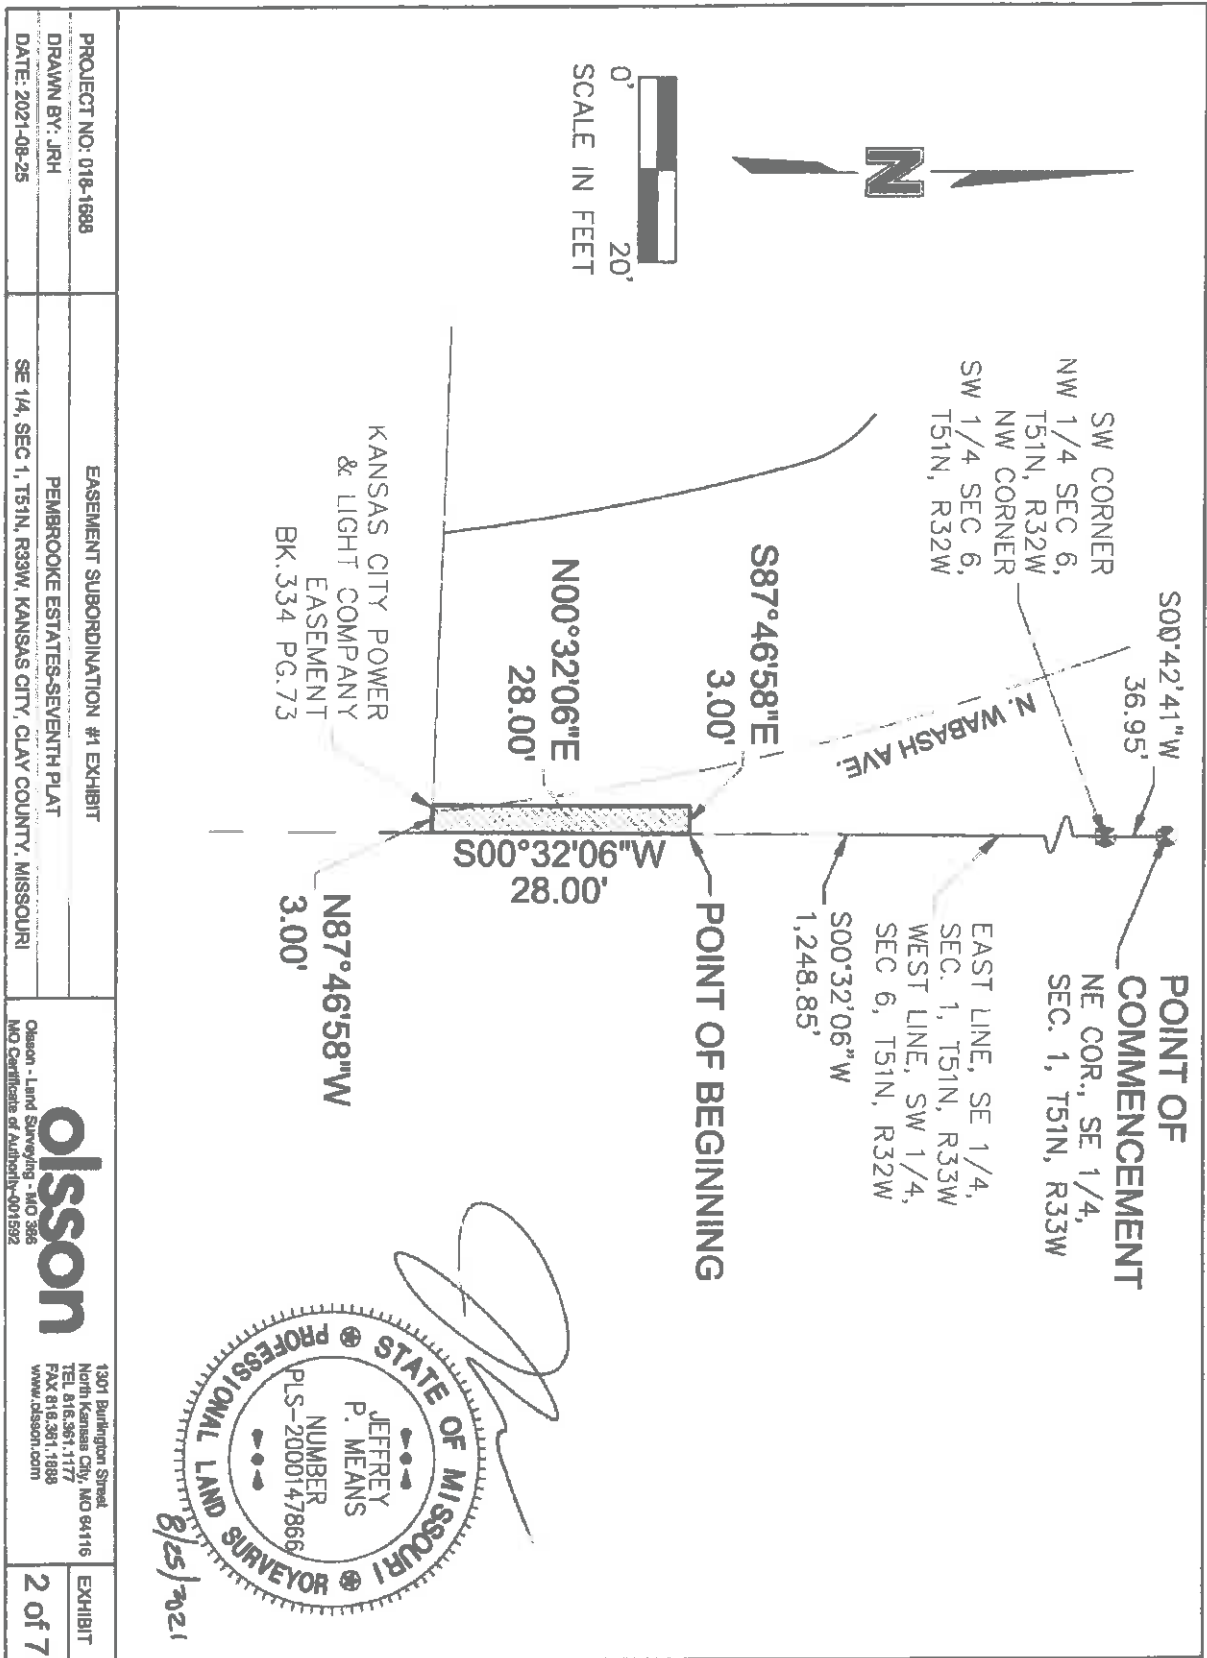 POINT OF
COMMENCEMENT
NE COR., SE 1/4,
SEC. 1, T51N, R33W
S00°42'41"W
36.95'
SW CORNER
NW 1/4 SEC 6,
T51N, R32W
NW CORNER
SW 1/4 SEC 6,
T51N, R32W
N. WABASH AVE.
EAST LINE, SE 1/4,
SEC. 1, T51N, R33W
WEST LINE, SW 1/4,
SEC 6, T51N, R32W
S00°32'06"W
1,248.85'
POINT OF BEGINNING
S87°46'58"E
3.00'
N00°32'06"E
28.00'
S00°32'06"W
28.00'
N87°46'58"W
3.00'
KANSAS CITY POWER
& LIGHT COMPANY
EASEMENT
BK.334 PG.73
N
0' 20'
SCALE IN FEET
STATE OF MISSOURI
PROFESSIONAL LAND SURVEYOR
JEFFREY
P. MEANS
NUMBER
PLS-2000147866
8/25/2021
PROJECT NO: 018-1688
DRAWN BY: JRH
DATE: 2021-08-25
EASEMENT SUBORDINATION #1 EXHIBIT
PEMBROOKE ESTATES-SEVENTH PLAT
SE 1/4, SEC 1, T51N, R33W, KANSAS CITY, CLAY COUNTY, MISSOURI
olsson
Olsson - Land Surveying - MO 366
MO Certificate of Authority-001592
1301 Burlington Street
North Kansas City, MO 64116
TEL 816.361.1177
FAX 816.361.1888
www.olsson.com
EXHIBIT
2 of 7